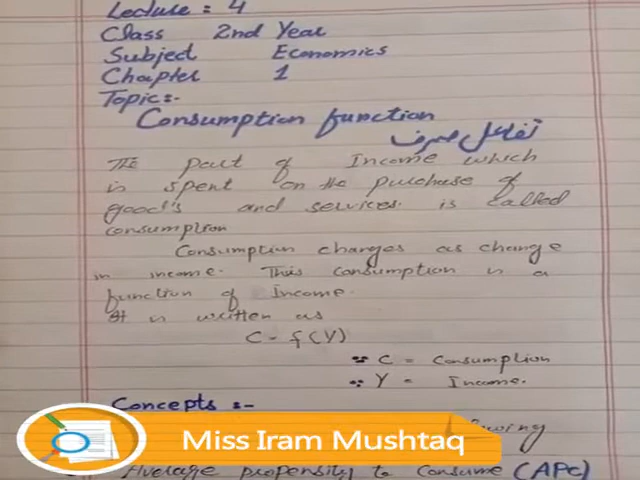 Lecture : 4
Class 2nd Year
Subject Economics
Chapter 1
Topic:-
Consumption function
تفاعل صرف
The part of Income which
is spent on the purchase of
good's and services. is called
consumption
Consumption changes as change
in income. This consumption is a
function of Income.
It is written as
C = f(Y)
∵ C = Consumption
∵ Y = Income.
Concepts :-
Miss Iram Mushtaq
Average propensity to Consume (APC)